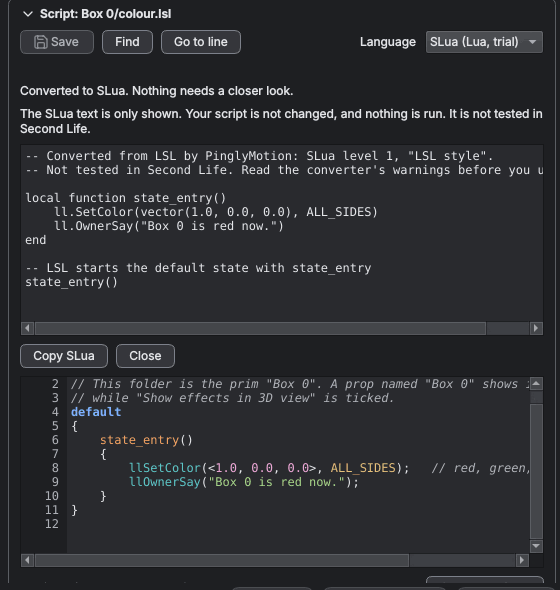 Script: Box 0/colour.lsl
Save Find Go to line Language SLua (Lua, trial)
Converted to SLua. Nothing needs a closer look.
The SLua text is only shown. Your script is not changed, and nothing is run. It is not tested in
Second Life.
-- Converted from LSL by PinglyMotion: SLua level 1, "LSL style".
-- Not tested in Second Life. Read the converter's warnings before you u
local function state_entry()
    ll.SetColor(vector(1.0, 0.0, 0.0), ALL_SIDES)
    ll.OwnerSay("Box 0 is red now.")
end
-- LSL starts the default state with state_entry
state_entry()
Copy SLua Close
2 // This folder is the prim "Box 0". A prop named "Box 0" shows
3 // while "Show effects in 3D view" is ticked.
4 default
5 {
6     state_entry()
7     {
8         llSetColor(<1.0, 0.0, 0.0>, ALL_SIDES);   // red, green,
9         llOwnerSay("Box 0 is red now.");
10     }
11 }
12